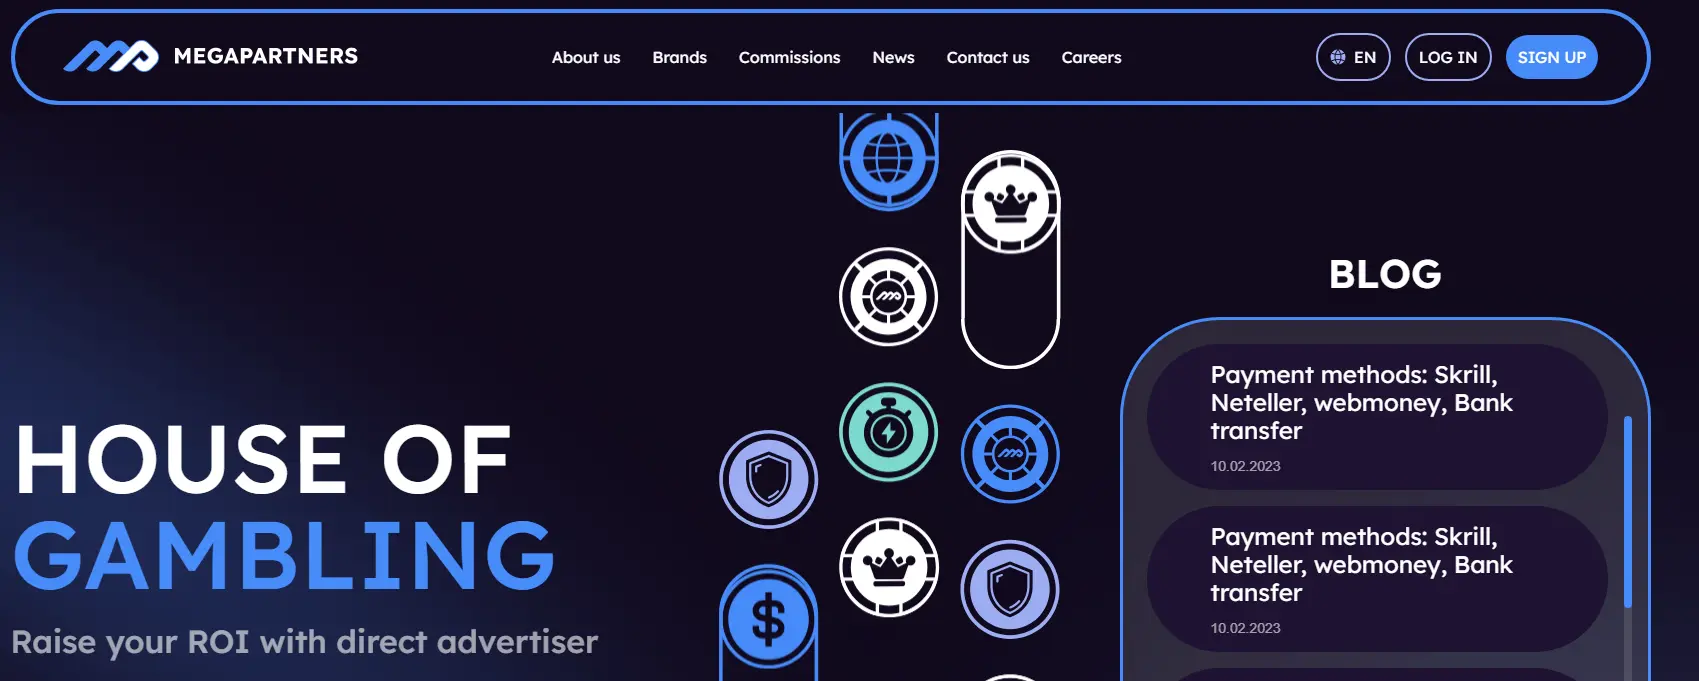 MEGAPARTNERS
About us
Brands
Commissions
News
Contact us
Careers
EN
LOG IN
SIGN UP
HOUSE OF
GAMBLING
Raise your ROI with direct advertiser
BLOG
Payment methods: Skrill,
Neteller, webmoney, Bank
transfer
10.02.2023
Payment methods: Skrill,
Neteller, webmoney, Bank
transfer
10.02.2023